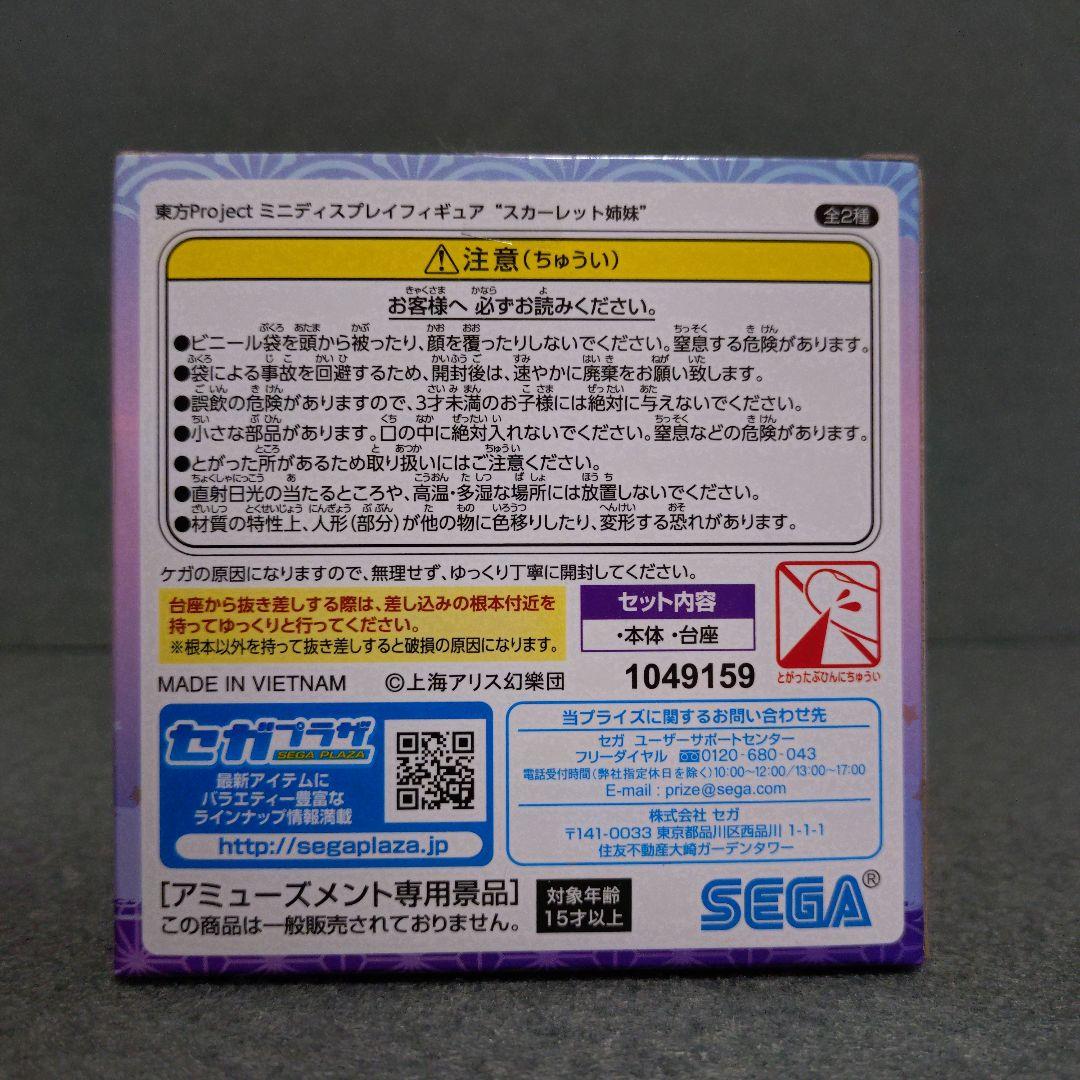 東方Project ミニディスプレイフィギュア “スカーレット姉妹” 全2種
注意(ちゅうい)
お客様へ 必ずお読みください。
●ビニール袋を頭から被ったり、顔を覆ったりしないでください。窒息する危険があります。
●袋による事故を回避するため、開封後は、速やかに廃棄をお願い致します。
●誤飲の危険がありますので、3才未満のお子様には絶対に与えないでください。
●小さな部品があります。口の中に絶対入れないでください。窒息などの危険があります。
●とがった所があるため取り扱いにはご注意ください。
●直射日光の当たるところや、高温・多湿な場所には放置しないでください。
●材質の特性上、人形(部分)が他の物に色移りしたり、変形する恐れがあります。
ケガの原因になりますので、無理せず、ゆっくり丁寧に開封してください。
台座から抜き差しする際は、差し込みの根本付近を
持ってゆっくりと行ってください。
※根本以外を持って抜き差しすると破損の原因になります。
セット内容
・本体 ・台座
とがったぶひんにちゅうい
MADE IN VIETNAM ©上海アリス幻樂団 1049159
セガプラザ
SEGA PLAZA
最新アイテムに
バラエティー豊富な
ラインナップ情報満載
http://segaplaza.jp
当プライズに関するお問い合わせ先
セガ ユーザーサポートセンター
フリーダイヤル 0120-680-043
電話受付時間(弊社指定休日を除く)10:00~12:00/13:00~17:00
E-mail : prize@sega.com
株式会社 セガ
〒141-0033 東京都品川区西品川 1-1-1
住友不動産大崎ガーデンタワー
[アミューズメント専用景品]
この商品は一般販売されておりません。
対象年齢
15才以上
SEGA®